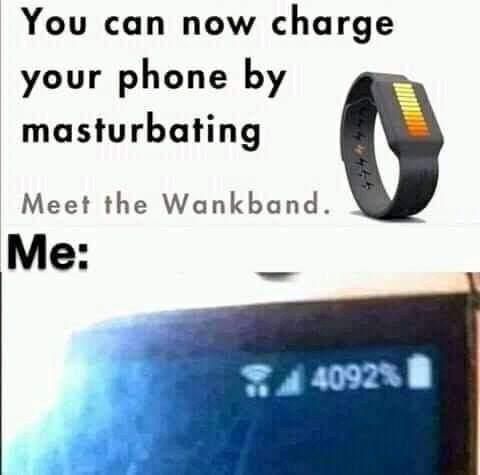 You can now charge
your phone by
masturbating
Meet the Wankband.
Me:
4092%